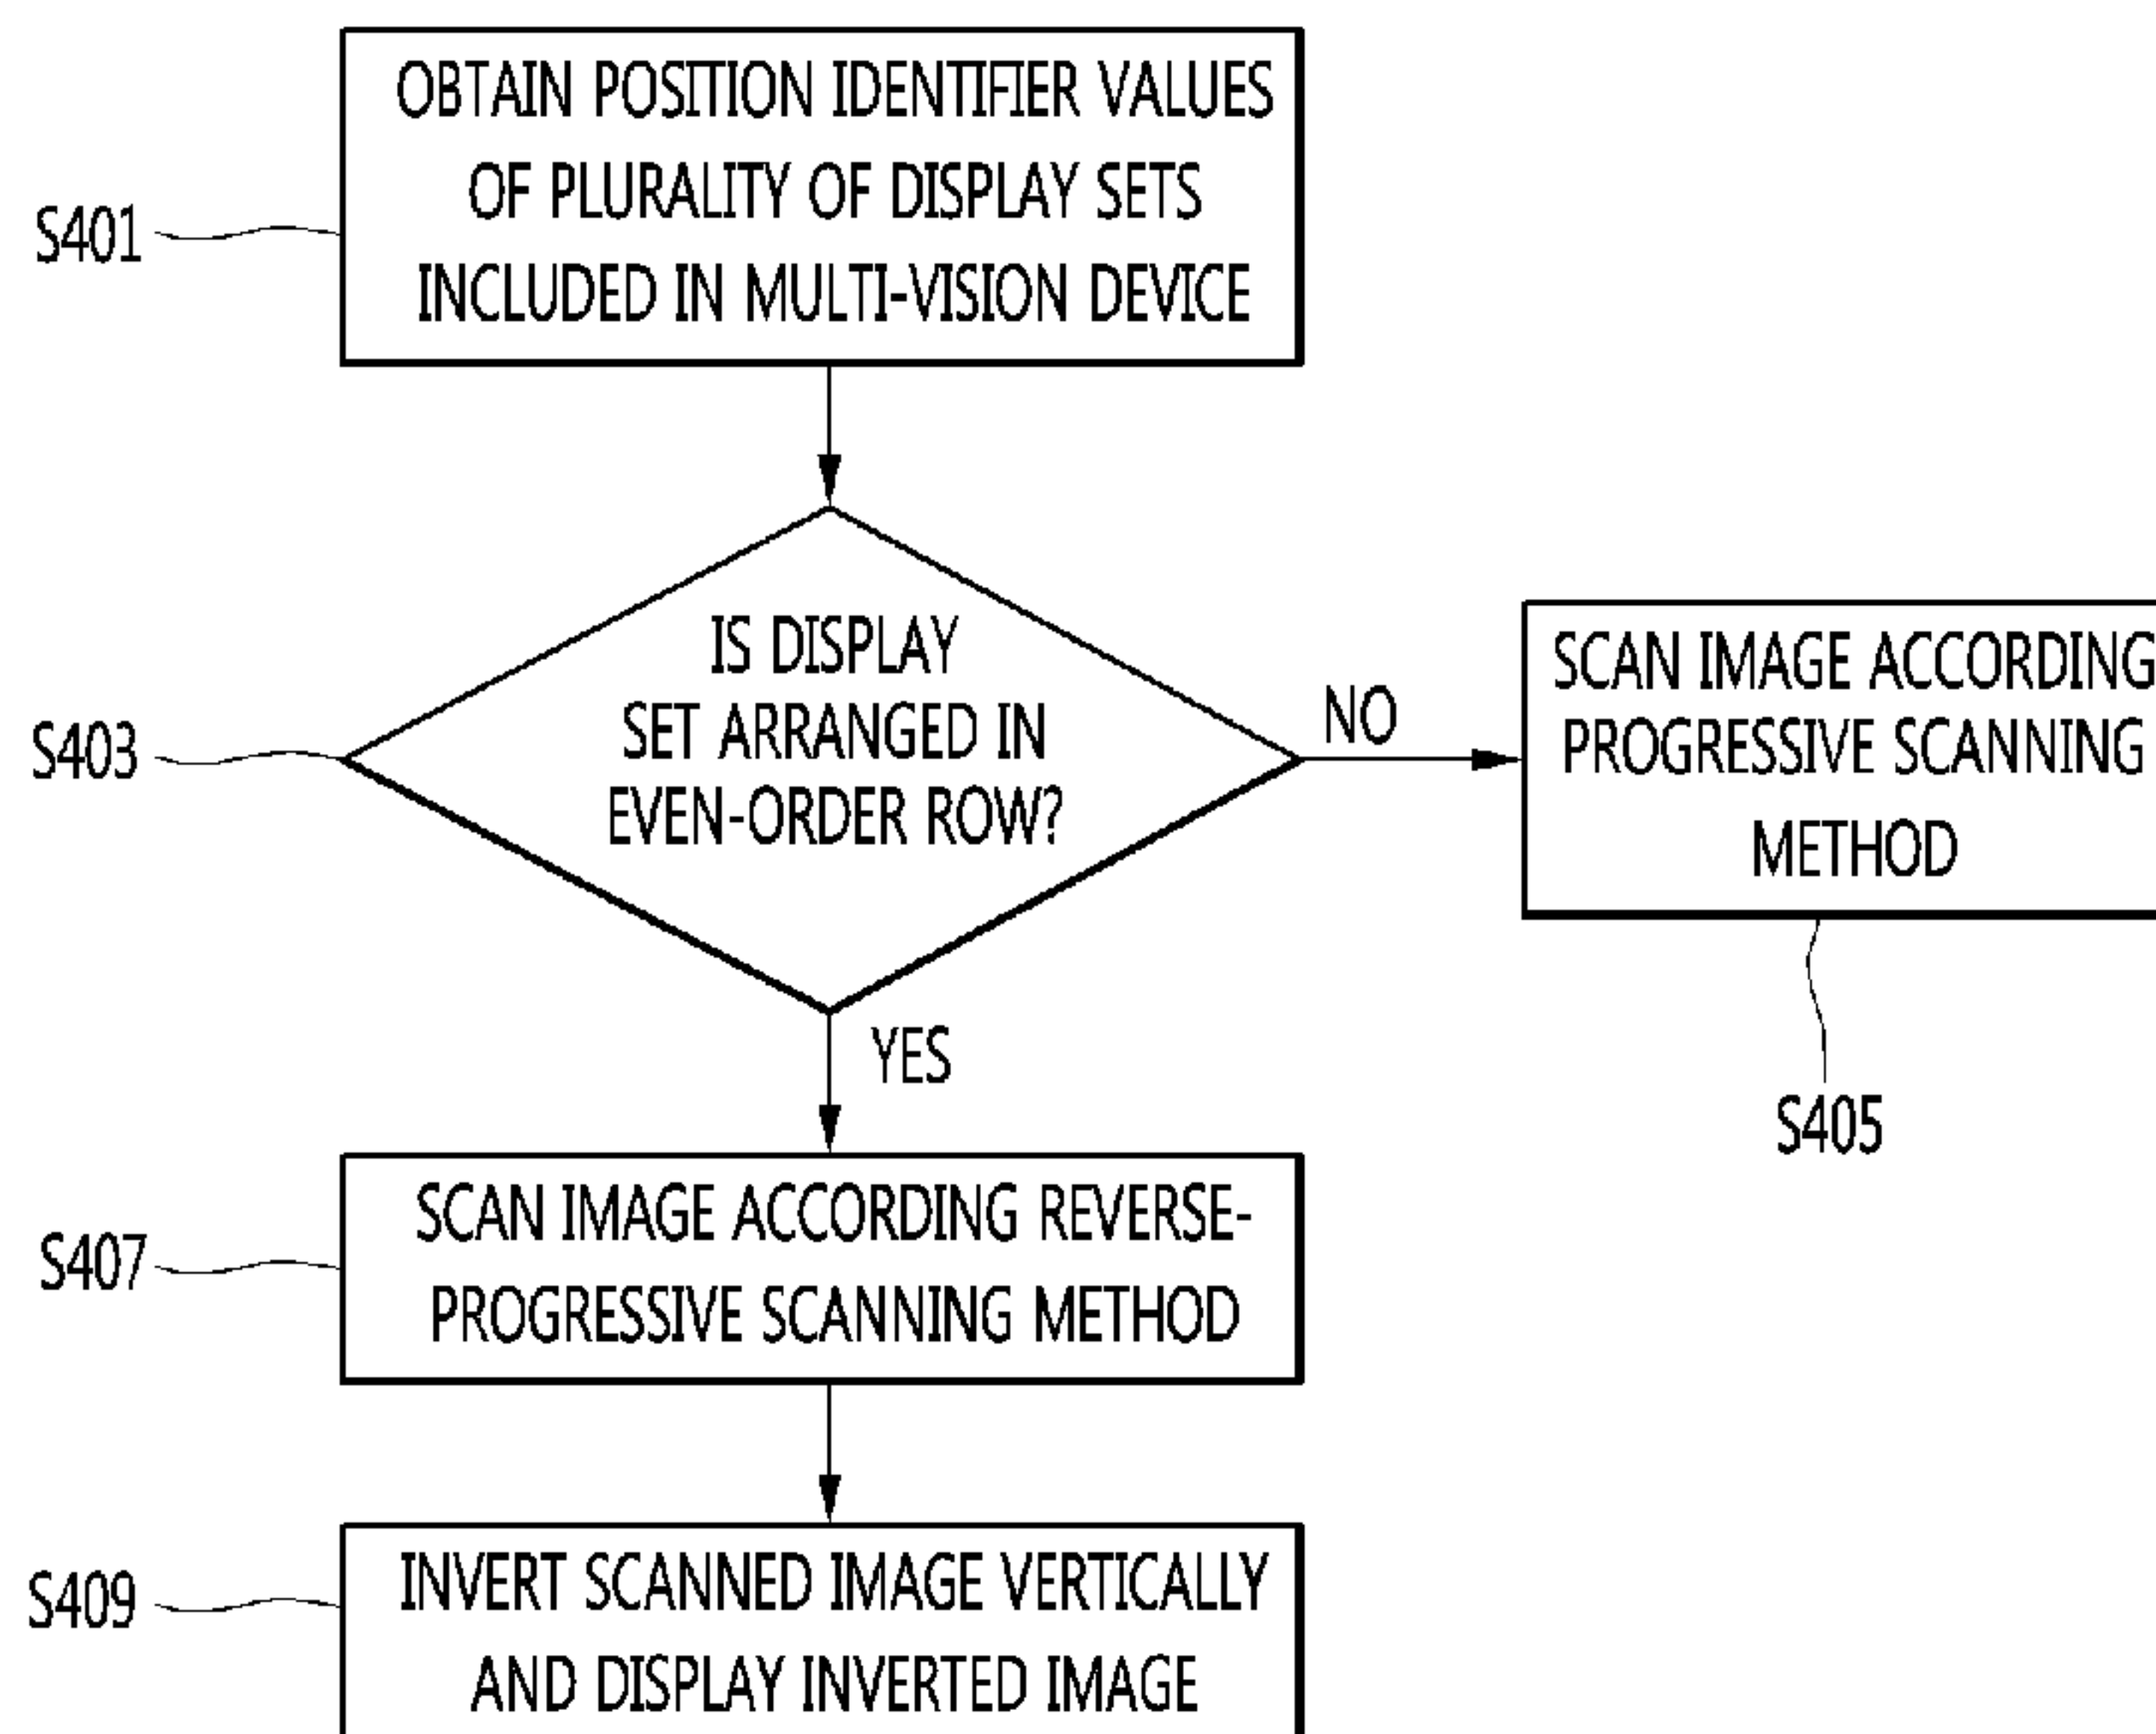 OBTAIN POSITION IDENTIFIER VALUES
OF PLURALITY OF DISPLAY SETS
INCLUDED IN MULTI-VISION DEVICE
S401
IS DISPLAY
SET ARRANGED IN
EVEN-ORDER ROW?
S403
NO
SCAN IMAGE ACCORDING
PROGRESSIVE SCANNING
METHOD
S405
YES
SCAN IMAGE ACCORDING REVERSE-
PROGRESSIVE SCANNING METHOD
S407
INVERT SCANNED IMAGE VERTICALLY
AND DISPLAY INVERTED IMAGE
S409